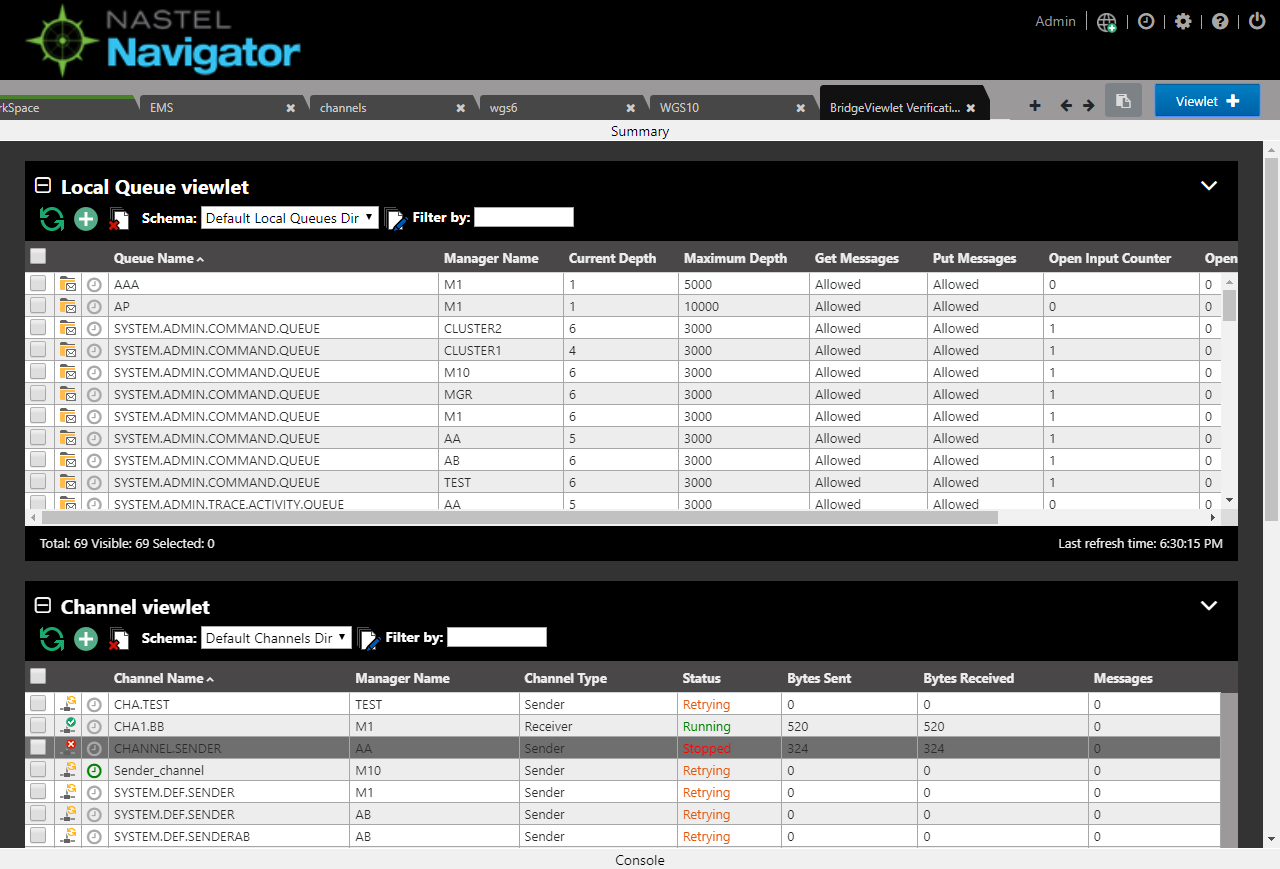 NASTEL
Navigator
Admin
rkSpace EMS channels wgs6 WGS10 BridgeViewlet Verificati... Viewlet
Summary
Local Queue viewlet
Schema: Default Local Queues Dir Filter by:
Queue Name Manager Name Current Depth Maximum Depth Get Messages Put Messages Open Input Counter Open
AAA M1 1 5000 Allowed Allowed 0 0
AP M1 1 10000 Allowed Allowed 0 0
SYSTEM.ADMIN.COMMAND.QUEUE CLUSTER2 6 3000 Allowed Allowed 1 0
SYSTEM.ADMIN.COMMAND.QUEUE CLUSTER1 4 3000 Allowed Allowed 1 0
SYSTEM.ADMIN.COMMAND.QUEUE M10 6 3000 Allowed Allowed 1 0
SYSTEM.ADMIN.COMMAND.QUEUE MGR 6 3000 Allowed Allowed 1 0
SYSTEM.ADMIN.COMMAND.QUEUE M1 6 3000 Allowed Allowed 1 0
SYSTEM.ADMIN.COMMAND.QUEUE AA 5 3000 Allowed Allowed 1 0
SYSTEM.ADMIN.COMMAND.QUEUE AB 6 3000 Allowed Allowed 1 0
SYSTEM.ADMIN.COMMAND.QUEUE TEST 6 3000 Allowed Allowed 1 0
SYSTEM.ADMIN.TRACE.ACTIVITY.QUEUE AA 5 3000 Allowed Allowed 0 0
Total: 69 Visible: 69 Selected: 0 Last refresh time: 6:30:15 PM
Channel viewlet
Schema: Default Channels Dir Filter by:
Channel Name Manager Name Channel Type Status Bytes Sent Bytes Received Messages
CHA.TEST TEST Sender Retrying 0 0 0
CHA1.BB M1 Receiver Running 520 520 0
CHANNEL.SENDER AA Sender Stopped 324 324 0
Sender_channel M10 Sender Retrying 0 0 0
SYSTEM.DEF.SENDER M1 Sender Retrying 0 0 0
SYSTEM.DEF.SENDER AB Sender Retrying 0 0 0
SYSTEM.DEF.SENDERAB AB Sender Retrying 0 0 0
Console